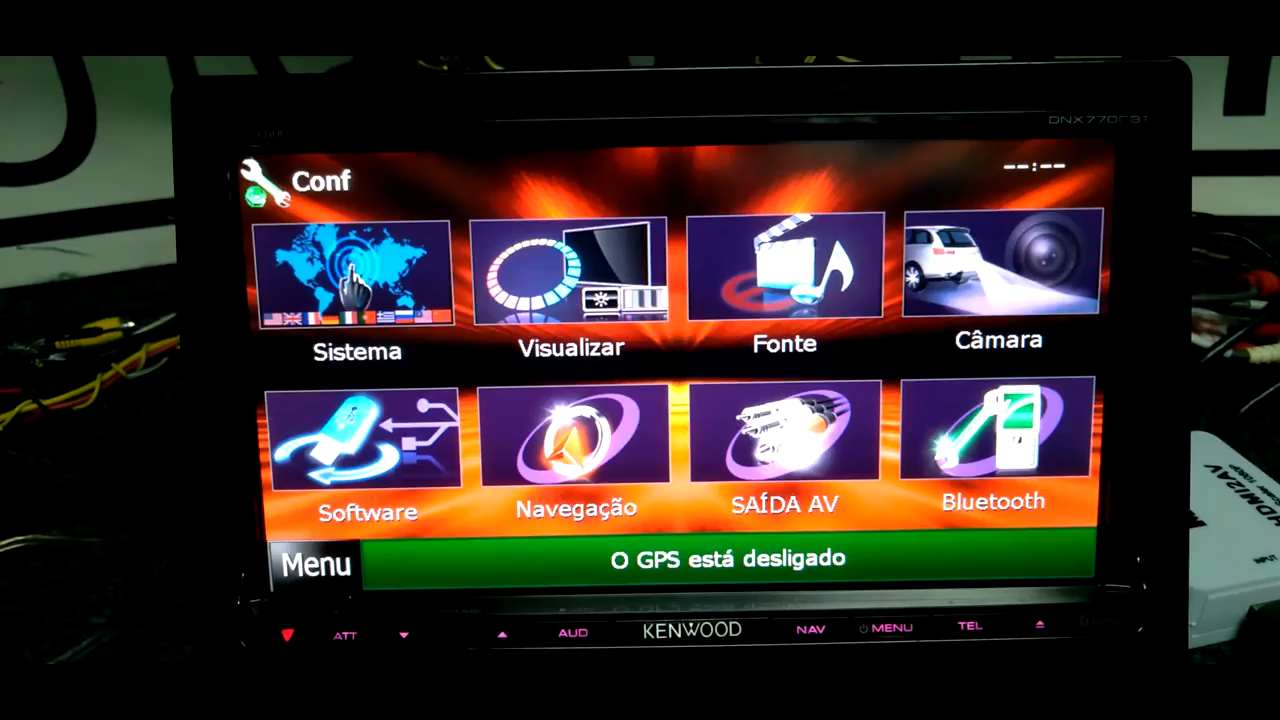 Conf
--:--
Sistema
Visualizar
Fonte
Câmara
Software
Navegação
SAÍDA AV
Bluetooth
Menu
O GPS está desligado
ATT
AUD
KENWOOD
NAV
MENU
TEL
HDMI2AV